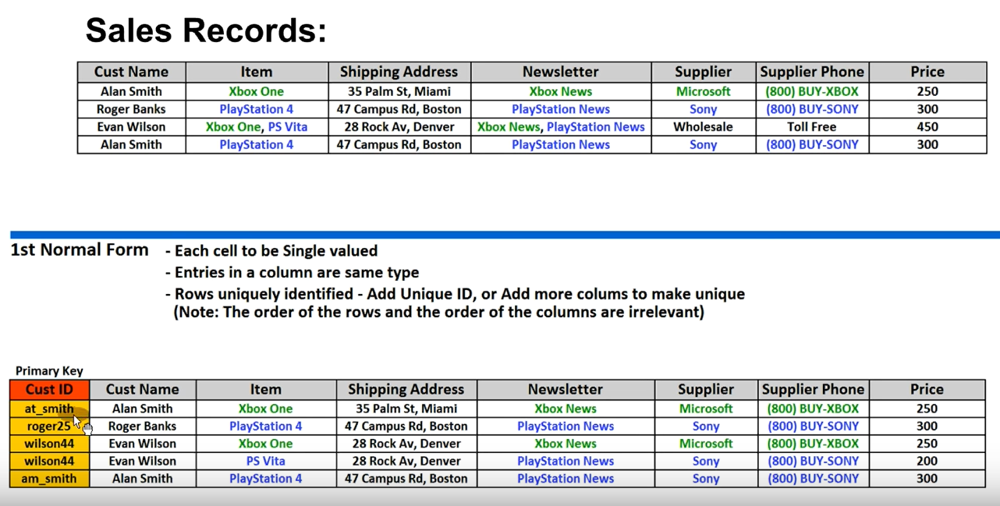 Sales Records:
Cust Name Item Shipping Address Newsletter Supplier Supplier Phone Price
Alan Smith Xbox One 35 Palm St, Miami Xbox News Microsoft (800) BUY-XBOX 250
Roger Banks PlayStation 4 47 Campus Rd, Boston PlayStation News Sony (800) BUY-SONY 300
Evan Wilson Xbox One, PS Vita 28 Rock Av, Denver Xbox News, PlayStation News Wholesale Toll Free 450
Alan Smith PlayStation 4 47 Campus Rd, Boston PlayStation News Sony (800) BUY-SONY 300
1st Normal Form - Each cell to be Single valued
- Entries in a column are same type
- Rows uniquely identified - Add Unique ID, or Add more colums to make unique
(Note: The order of the rows and the order of the columns are irrelevant)
Primary Key
Cust ID Cust Name Item Shipping Address Newsletter Supplier Supplier Phone Price
at_smith Alan Smith Xbox One 35 Palm St, Miami Xbox News Microsoft (800) BUY-XBOX 250
roger25 Roger Banks PlayStation 4 47 Campus Rd, Boston PlayStation News Sony (800) BUY-SONY 300
wilson44 Evan Wilson Xbox One 28 Rock Av, Denver Xbox News Microsoft (800) BUY-XBOX 250
wilson44 Evan Wilson PS Vita 28 Rock Av, Denver PlayStation News Sony (800) BUY-SONY 200
am_smith Alan Smith PlayStation 4 47 Campus Rd, Boston PlayStation News Sony (800) BUY-SONY 300